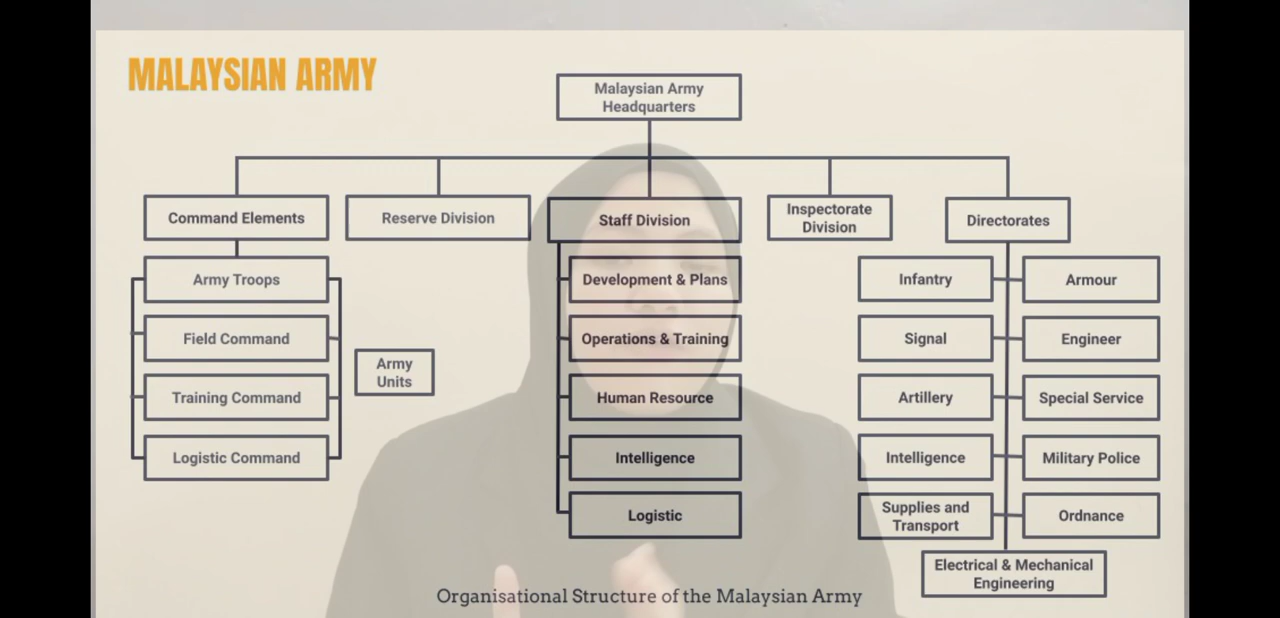 MALAYSIAN ARMY
Malaysian Army
Headquarters
Command Elements
Reserve Division
Staff Division
Inspectorate
Division
Directorates
Army Troops
Field Command
Training Command
Logistic Command
Army
Units
Development & Plans
Operations & Training
Human Resource
Intelligence
Logistic
Infantry
Armour
Signal
Engineer
Artillery
Special Service
Intelligence
Military Police
Supplies and
Transport
Ordnance
Electrical & Mechanical
Engineering
Organisational Structure of the Malaysian Army